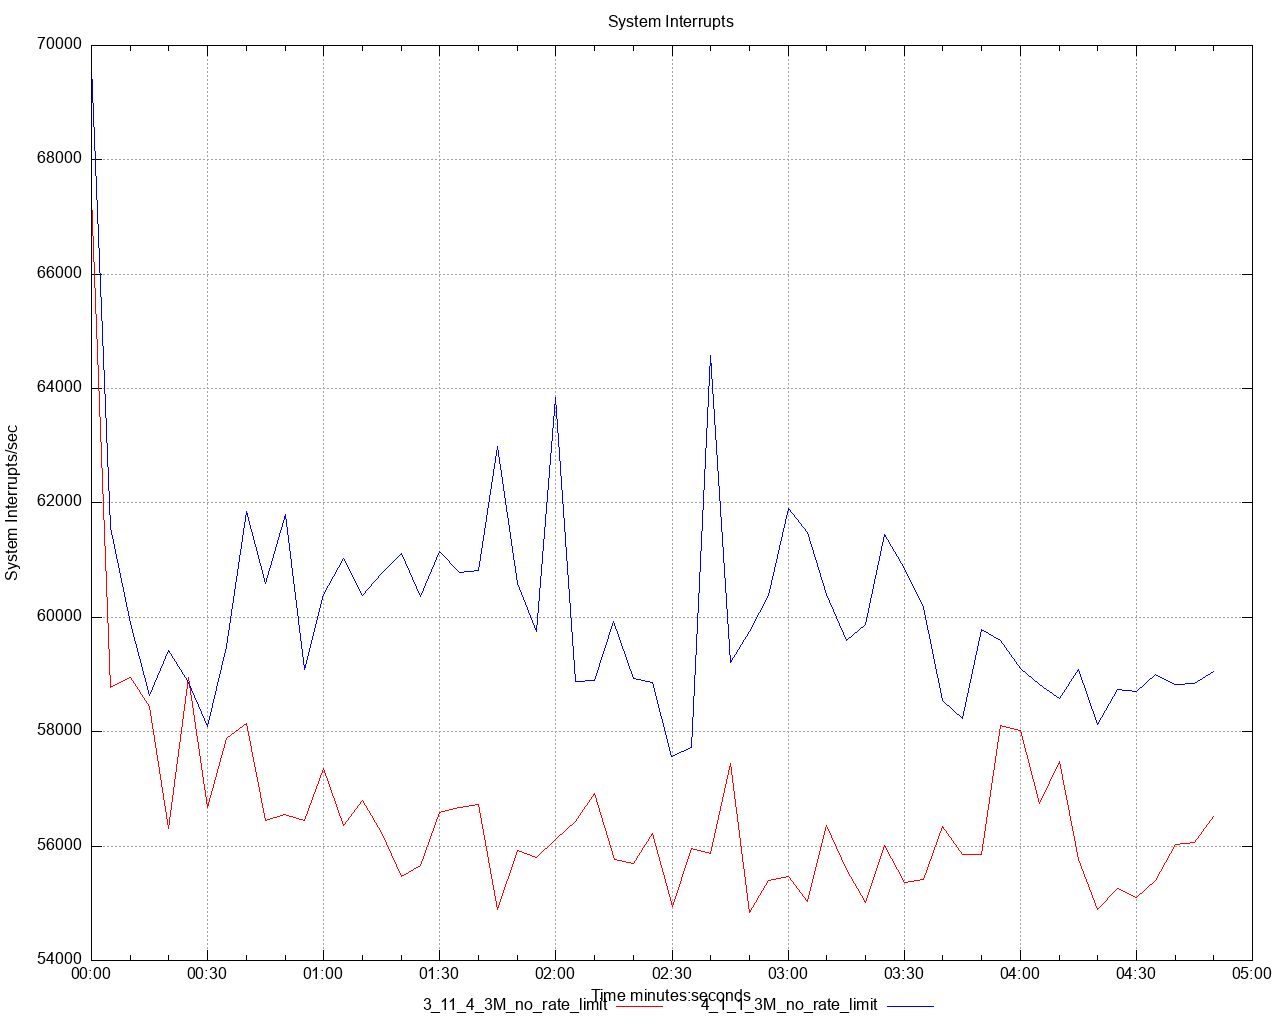 System Interrupts
70000
68000
66000
64000
62000
60000
58000
56000
54000
System Interrupts/sec
00:00 00:30 01:00 01:30 02:00 02:30 03:00 03:30 04:00 04:30 05:00
Time minutes:seconds
3_11_4_3M_no_rate_limit 4_1_1_3M_no_rate_limit